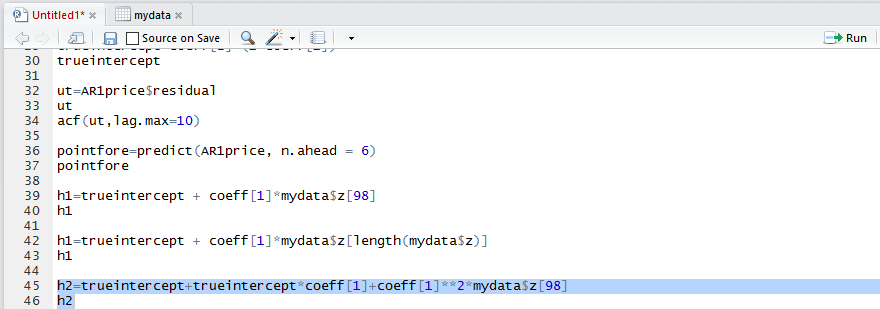 Untitled1* × mydata ×
Source on Save Run
30 trueintercept
31
32 ut=AR1price$residual
33 ut
34 acf(ut,lag.max=10)
35
36 pointfore=predict(AR1price, n.ahead = 6)
37 pointfore
38
39 h1=trueintercept + coeff[1]*mydata$z[98]
40 h1
41
42 h1=trueintercept + coeff[1]*mydata$z[length(mydata$z)]
43 h1
44
45 h2=trueintercept+trueintercept*coeff[1]+coeff[1]**2*mydata$z[98]
46 h2